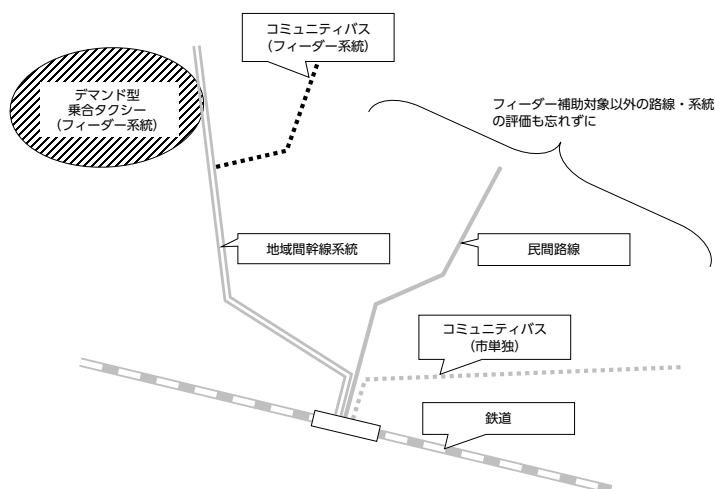 コミュニティバス
(フィーダー系統)
デマンド型
乗合タクシー
(フィーダー系統)
フィーダー補助対象以外の路線・系統
の評価も忘れずに
地域間幹線系統
民間路線
コミュニティバス
(市単独)
鉄道